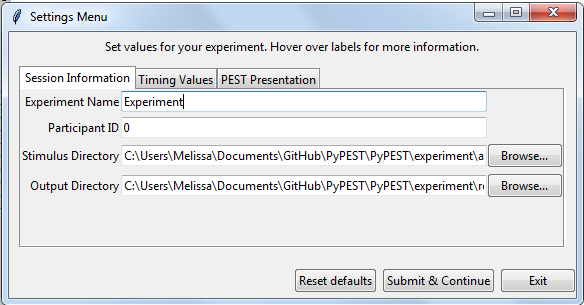 Settings Menu
Set values for your experiment. Hover over labels for more information.
Session Information Timing Values PEST Presentation
Experiment Name Experiment
Participant ID 0
Stimulus Directory C:\Users\Melissa\Documents\GitHub\PyPEST\PyPEST\experiment\a Browse...
Output Directory C:\Users\Melissa\Documents\GitHub\PyPEST\PyPEST\experiment\re Browse...
Reset defaults Submit & Continue Exit